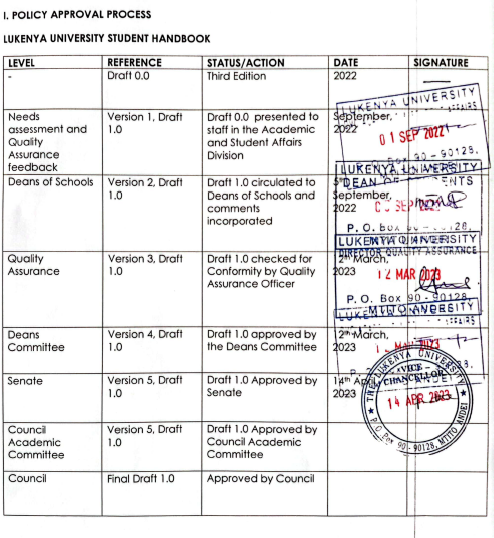 I. POLICY APPROVAL PROCESS
LUKENYA UNIVERSITY STUDENT HANDBOOK
LEVEL REFERENCE STATUS/ACTION DATE SIGNATURE
- Draft 0.0 Third Edition 2022
Needs assessment and Quality Assurance feedback
Version 1, Draft 1.0
Draft 0.0 presented to staff in the Academic and Student Affairs Division
September, 2022
LUKENYA UNIVERSITY
AFFAIRS
01 SEP 2022
Box 90 - 90128,
Deans of Schools
Version 2, Draft 1.0
Draft 1.0 circulated to Deans of Schools and comments incorporated
September, 2022
LUKENYA UNIVERSITY
DEAN OF
SEP
P. O. Box
Quality Assurance
Version 3, Draft 1.0
Draft 1.0 checked for Conformity by Quality Assurance Officer
March, 2023
LUKENYA UNIVERSITY
DIRECTOR QUALITY ASSURANCE
12 MAR 2023
P. O. Box 90 - 90128,
MTITO ANDEI
Deans Committee
Version 4, Draft 1.0
Draft 1.0 approved by the Deans Committee
12th March, 2023
UNIVERSITY
Senate
Version 5, Draft 1.0
Draft 1.0 Approved by Senate
14th April, 2023
THE LUKENYA UNIVERSITY
VICE - CHANCELLOR
14 APR 2023
P. O. Box 90 - 90128, MTITO ANDEI
Council Academic Committee
Version 5, Draft 1.0
Draft 1.0 Approved by Council Academic Committee
Council
Final Draft 1.0
Approved by Council